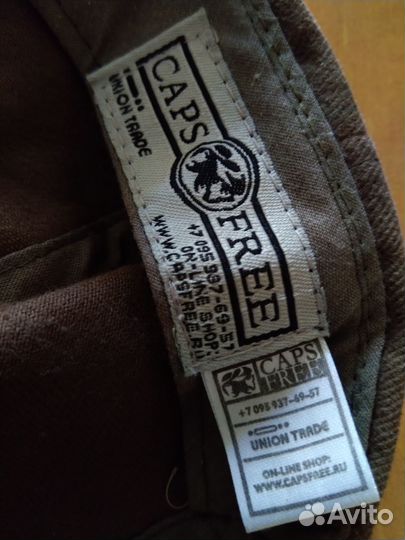 CAPS FREE
UNION TRADE
+7 095 937-69-57
ON-LINE SHOP:
WWW.CAPSFREE.RU
CAPS
FREE
+7 095 937-69-57
UNION TRADE
ON-LINE SHOP:
WWW.CAPSFREE.RU
Avito